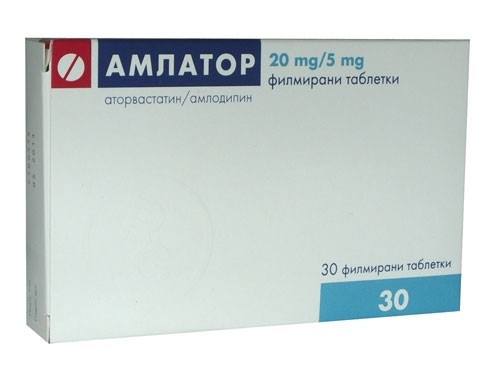 АМЛАТОР
20 mg/5 mg
филмирани таблетки
аторвастатин/амлодипин
30 филмирани таблетки
30